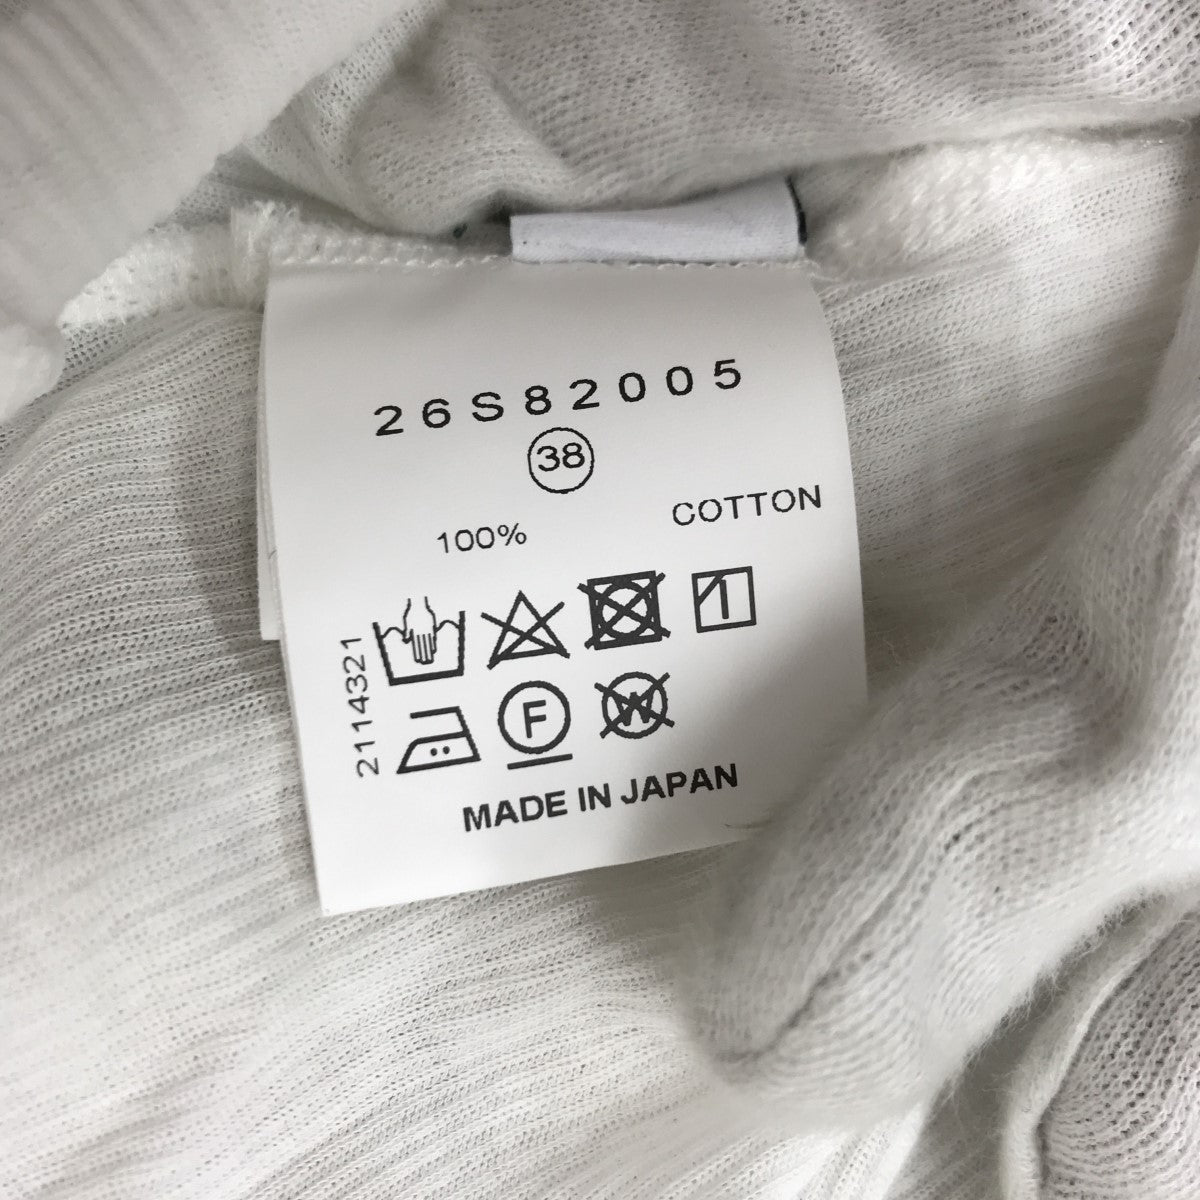 26S82005
38
100% COTTON
2114321
F W
MADE IN JAPAN